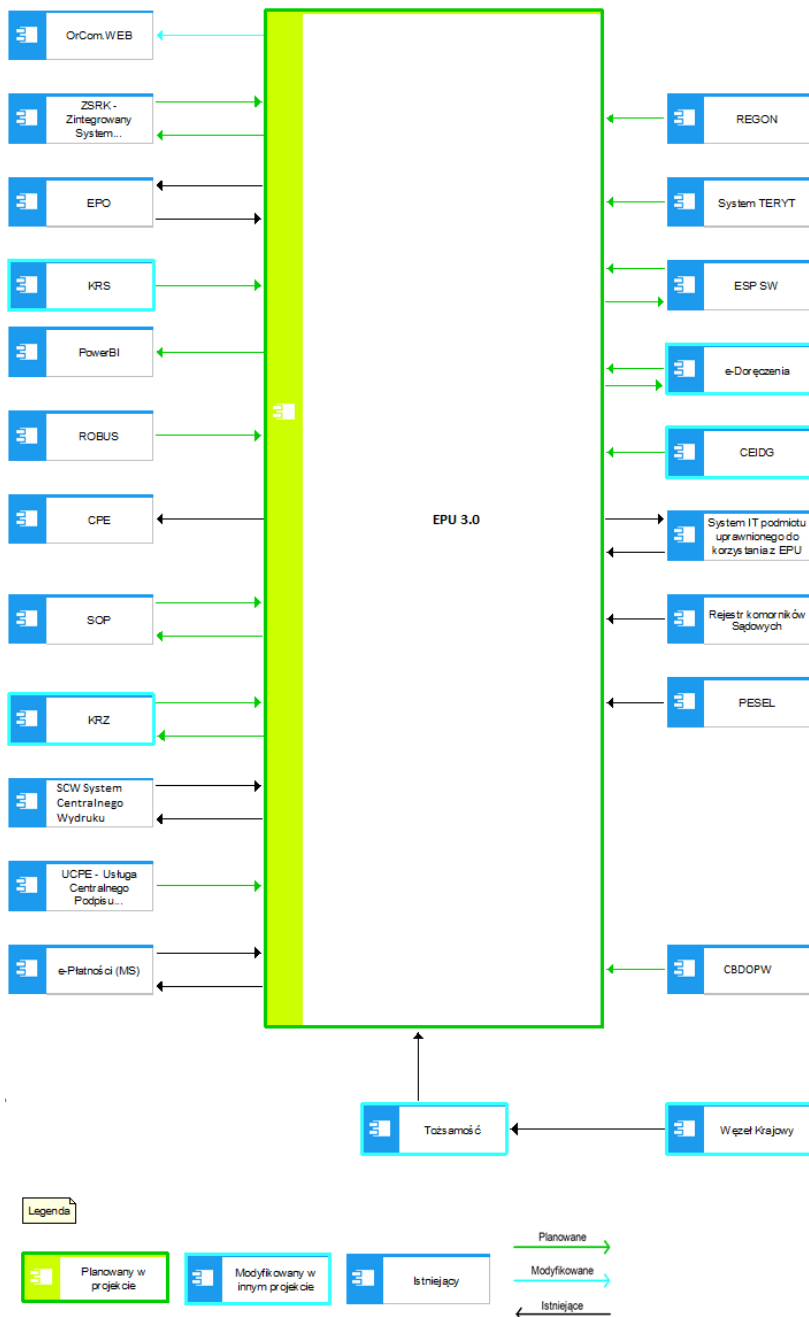 OrCom.WEB
ZSRK -
Zintegrowany
System...
EPO
KRS
PowerBI
ROBUS
CPE
SOP
KRZ
SCW System
Centralnego
Wydruku
UCPE - Usługa
Centralnego
Podpisu...
e-Płatności (MS)
EPU 3.0
REGON
System TERYT
ESP SW
e-Doręczenia
CEIDG
System IT podmiotu
uprawnionego do
korzystania z EPU
Rejestr komorników
Sądowych
PESEL
CBDOPW
Tożsamość
Węzeł Krajowy
Legenda
Planowany w
projekcie
Modyfikowany w
innym projekcie
Istniejący
Planowane
Modyfikowane
Istniejące